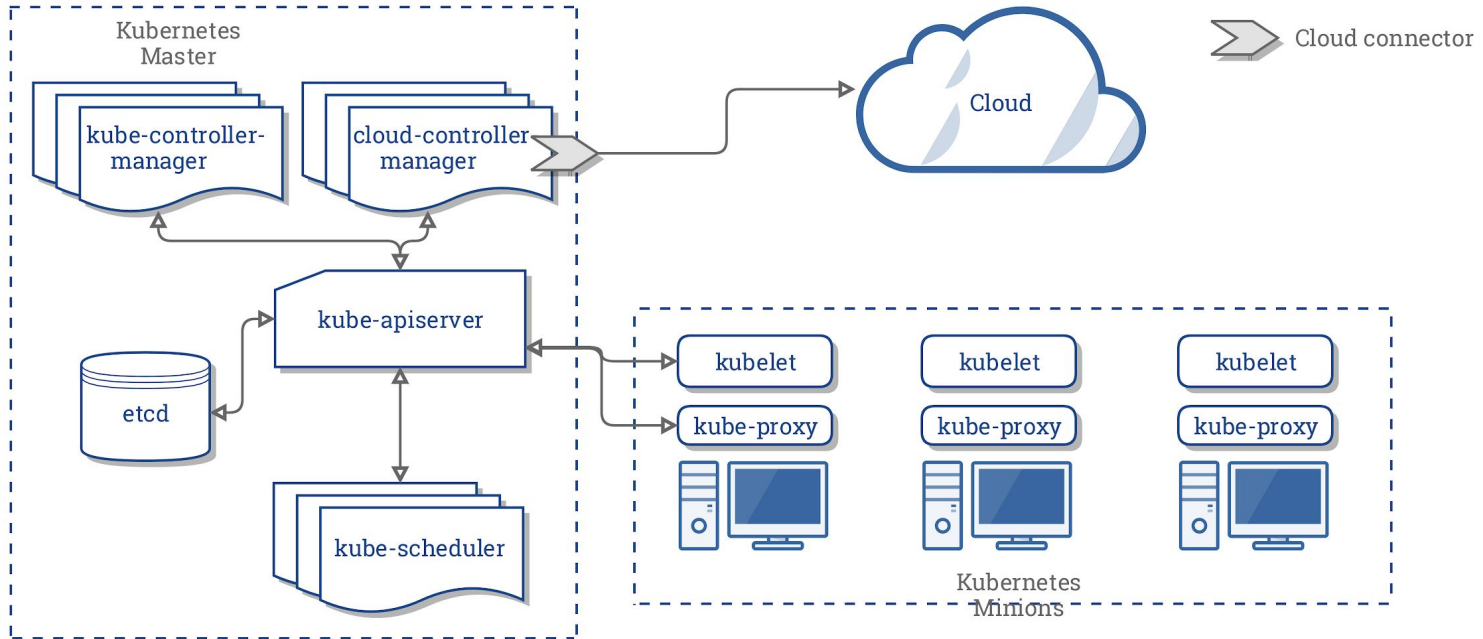 Kubernetes
Master
Cloud connector
kube-controller-
manager
cloud-controller
manager
Cloud
kube-apiserver
etcd
kube-scheduler
kubelet
kubelet
kubelet
kube-proxy
kube-proxy
kube-proxy
Kubernetes
Minions